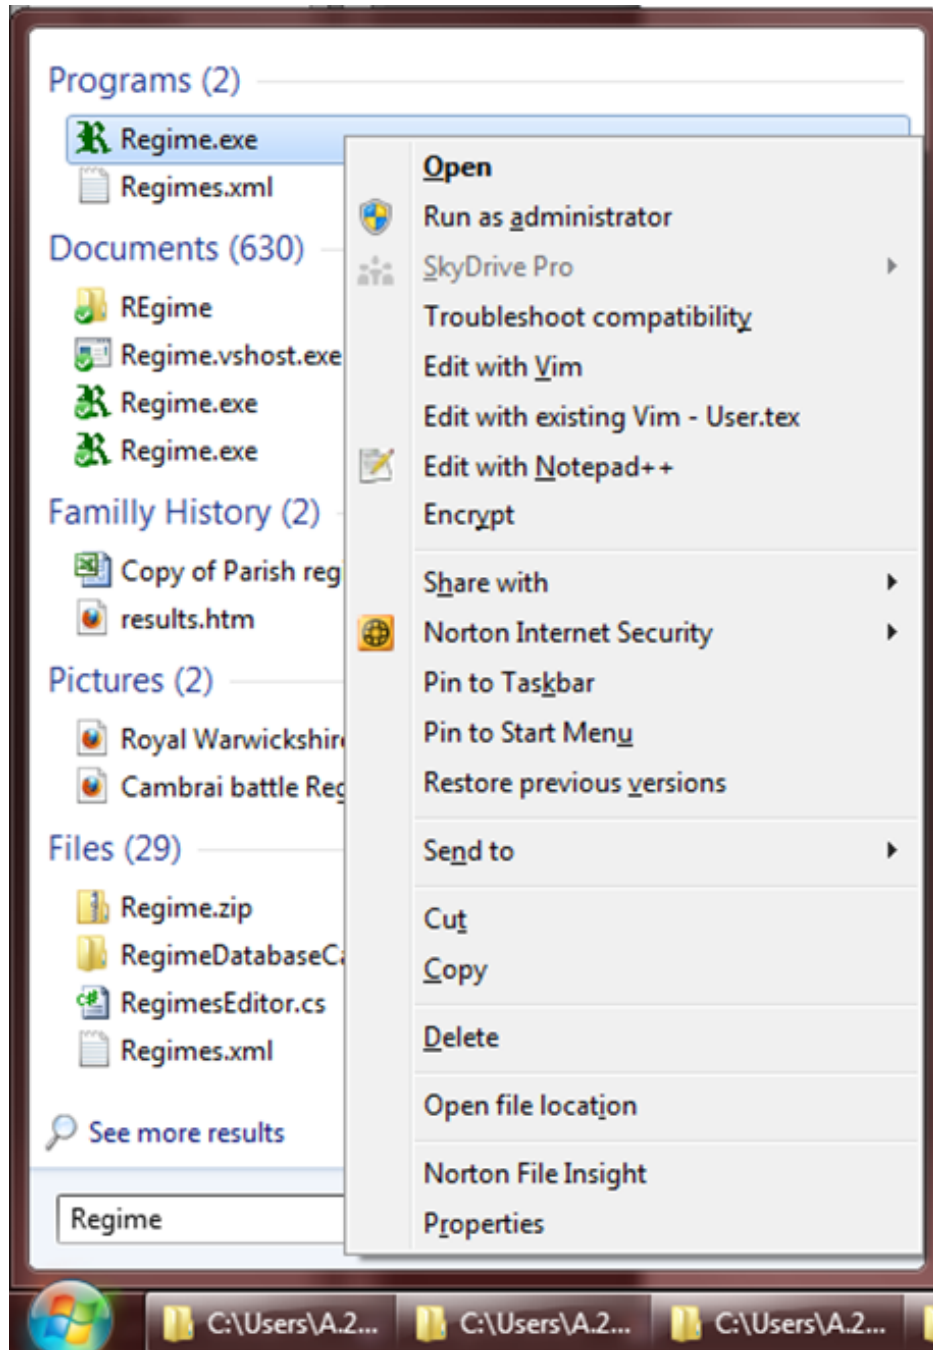 Programs (2)
Regime.exe
Regimes.xml
Documents (630)
REgime
Regime.vshost.exe
Regime.exe
Regime.exe
Familly History (2)
Copy of Parish reg
results.htm
Pictures (2)
Royal Warwickshire
Cambrai battle Reg
Files (29)
Regime.zip
RegimeDatabaseCa
RegimesEditor.cs
Regimes.xml
See more results
Regime
Open
Run as administrator
SkyDrive Pro
Troubleshoot compatibility
Edit with Vim
Edit with existing Vim - User.tex
Edit with Notepad++
Encrypt
Share with
Norton Internet Security
Pin to Taskbar
Pin to Start Menu
Restore previous versions
Send to
Cut
Copy
Delete
Open file location
Norton File Insight
Properties
C:\Users\A.2...
C:\Users\A.2...
C:\Users\A.2...